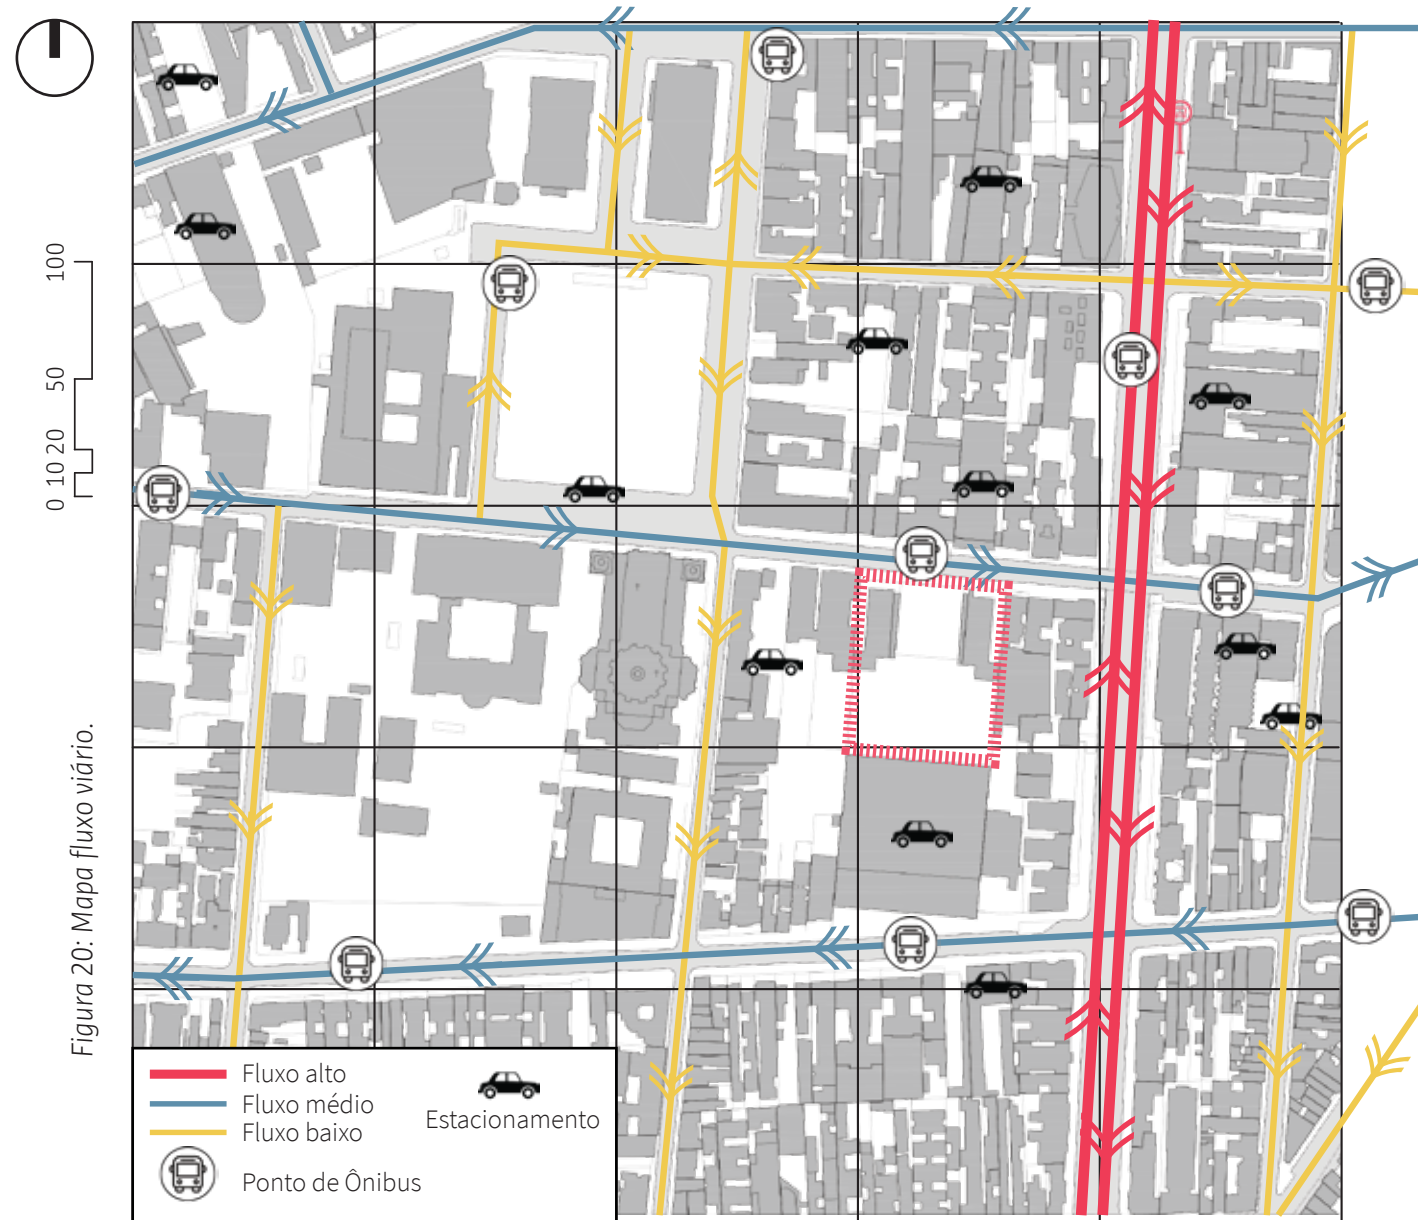 100
50
20
10
0
Figura 20: Mapa fluxo viário.
Fluxo alto
Fluxo médio
Fluxo baixo
Estacionamento
Ponto de Ônibus